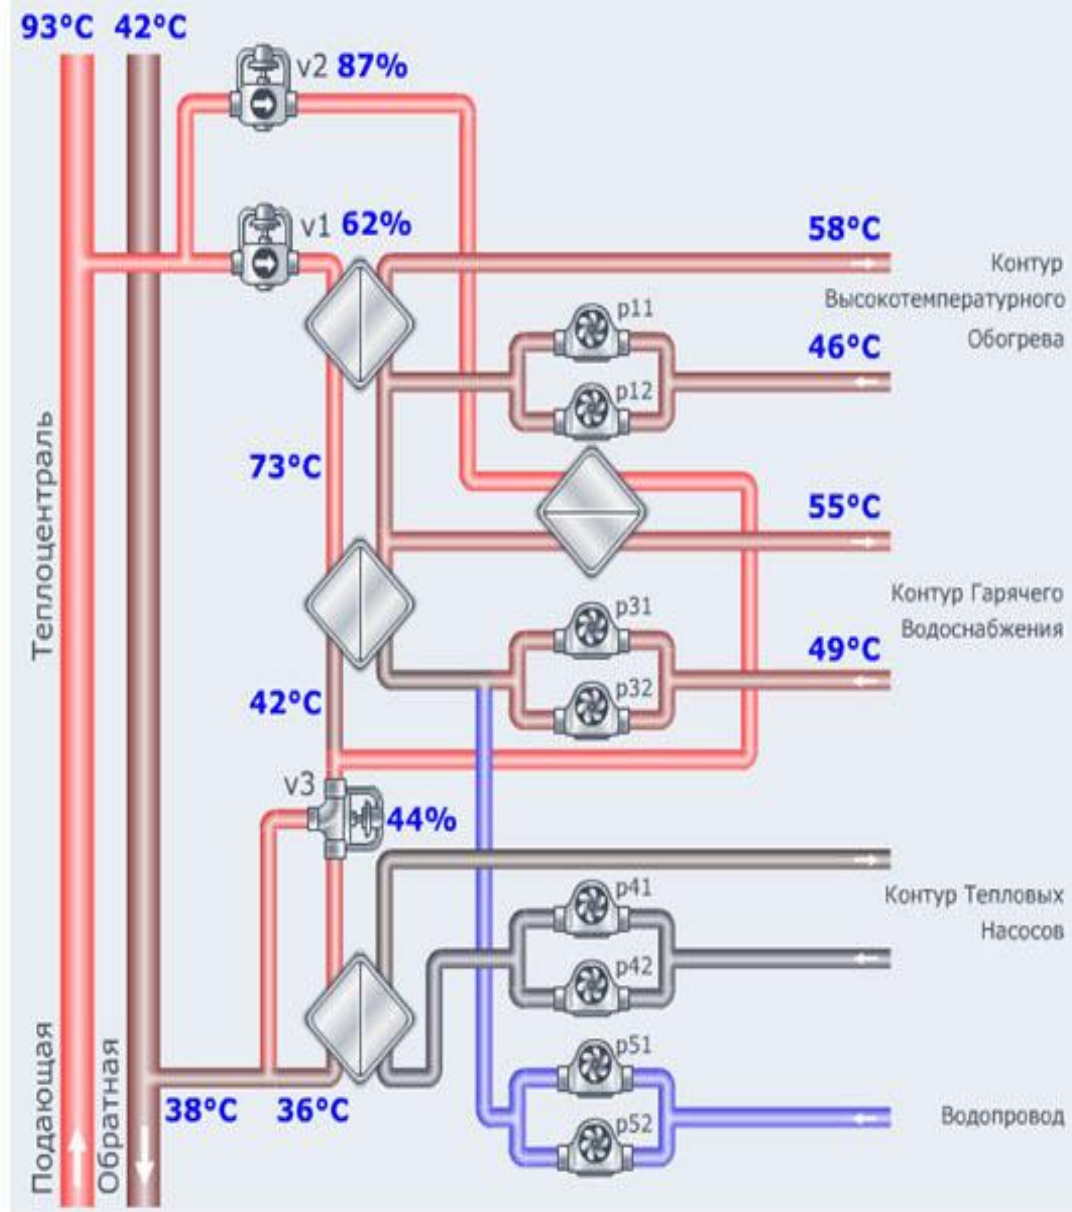 93°C 42°C
v2 87%
v1 62%
58°C
Контур
Высокотемпературного
Обогрева
p11
46°C
p12
73°C
55°C
Теплоцентраль
Контур Гарячего
Водоснабжения
p31
49°C
p32
42°C
v3
44%
Контур Тепловых
Насосов
p41
p42
p51
38°C 36°C
p52
Водопровод
Подающая
Обратная